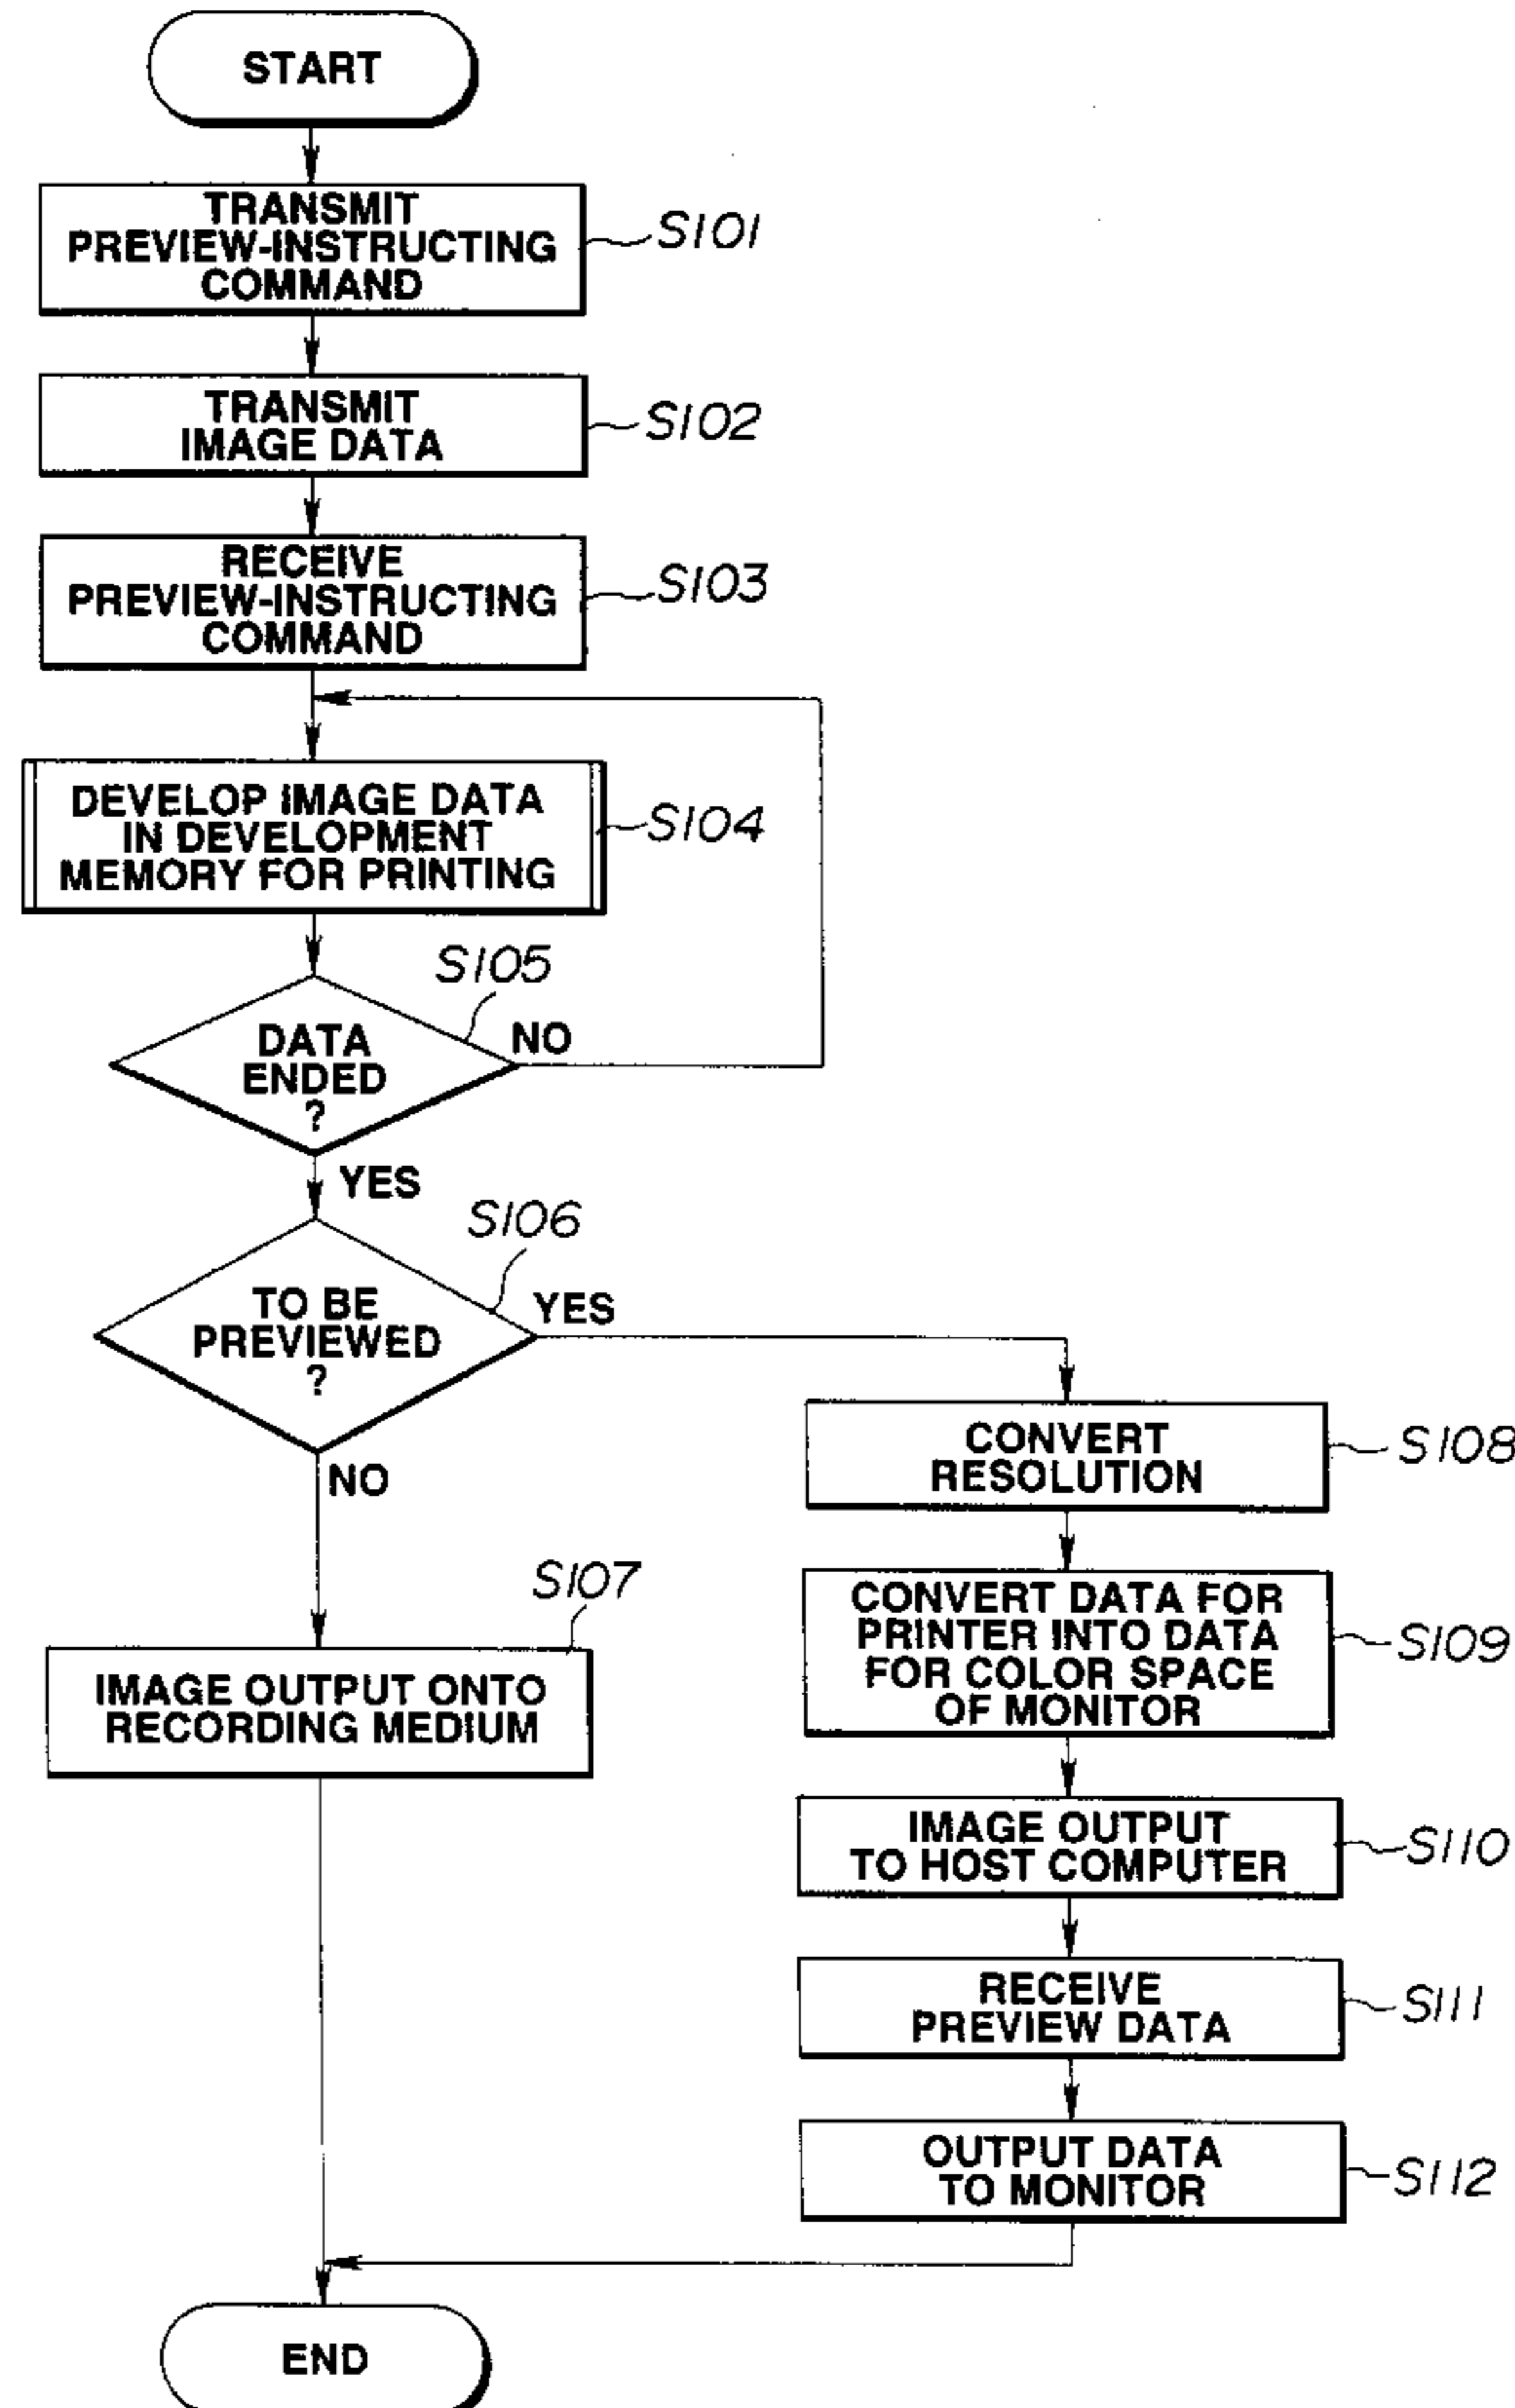 START
TRANSMIT
PREVIEW-INSTRUCTING
COMMAND
S101
TRANSMIT
IMAGE DATA
S102
RECEIVE
PREVIEW-INSTRUCTING
COMMAND
S103
DEVELOP IMAGE DATA
IN DEVELOPMENT
MEMORY FOR PRINTING
S104
S105
DATA
ENDED
?
NO
YES
S106
TO BE
PREVIEWED
?
YES
NO
S107
IMAGE OUTPUT ONTO
RECORDING MEDIUM
CONVERT
RESOLUTION
S108
CONVERT DATA FOR
PRINTER INTO DATA
FOR COLOR SPACE
OF MONITOR
S109
IMAGE OUTPUT
TO HOST COMPUTER
S110
RECEIVE
PREVIEW DATA
S111
OUTPUT DATA
TO MONITOR
S112
END